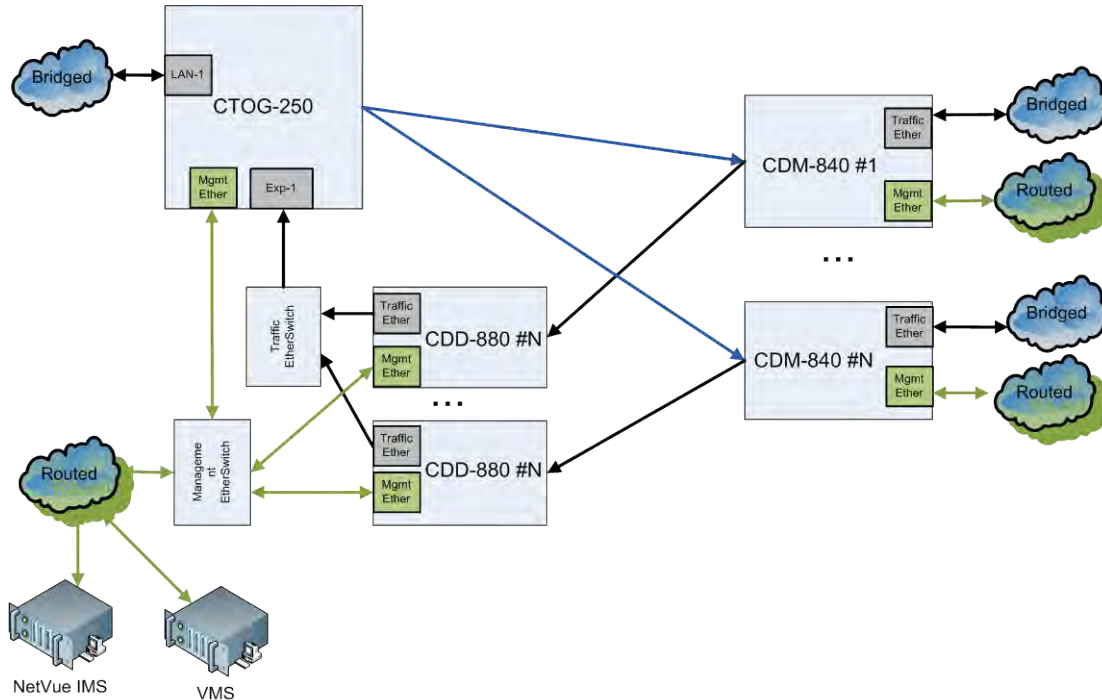 Bridged
LAN-1
CTOG-250
Mgmt
Ether
Exp-1
Traffic
Ether
CDM-840 #1
Mgmt
Ether
Bridged
Routed
...
Traffic
EtherSwitch
Traffic
Ether
CDD-880 #N
Mgmt
Ether
...
Traffic
Ether
CDM-840 #N
Mgmt
Ether
Bridged
Routed
Traffic
Ether
CDD-880 #N
Mgmt
Ether
Manageme
nt
EtherSwitch
Routed
NetVue IMS
VMS